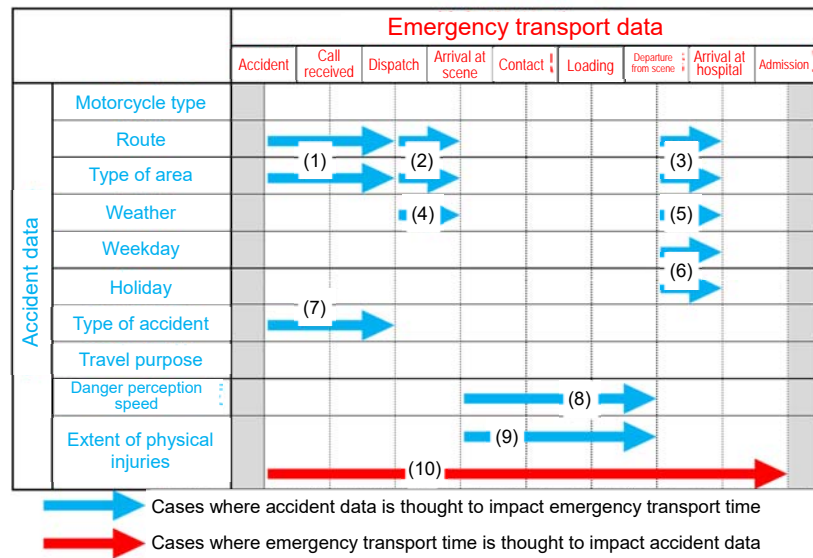 Emergency transport data
Accident
Call
received
Dispatch
Arrival at
scene
Contact
Loading
Departure
from scene
Arrival at
hospital
Admission
Accident data
Motorcycle type
Route
Type of area
Weather
Weekday
Holiday
Type of accident
Travel purpose
Danger perception
speed
Extent of physical
injuries
(1)
(2)
(3)
(4)
(5)
(6)
(7)
(8)
(9)
(10)
Cases where accident data is thought to impact emergency transport time
Cases where emergency transport time is thought to impact accident data